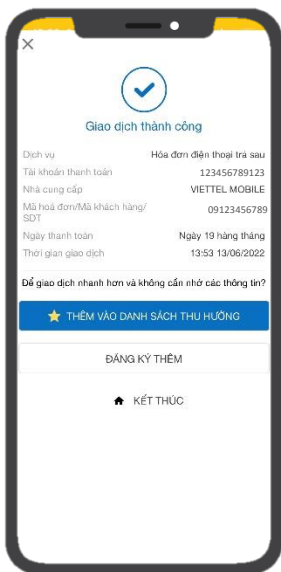 Giao dịch thành công
Dịch vụ Hóa đơn điện thoại trả sau
Tài khoản thanh toán 123456789123
Nhà cung cấp VIETTEL MOBILE
Mã hoá đơn/Mã khách hàng/ 09123456789
SDT
Ngày thanh toán Ngày 19 hàng tháng
Thời gian giao dịch 13:53 13/06/2022
Để giao dịch nhanh hơn và không cần nhớ các thông tin?
THÊM VÀO DANH SÁCH THỤ HƯỞNG
ĐĂNG KÝ THÊM
KẾT THÚC